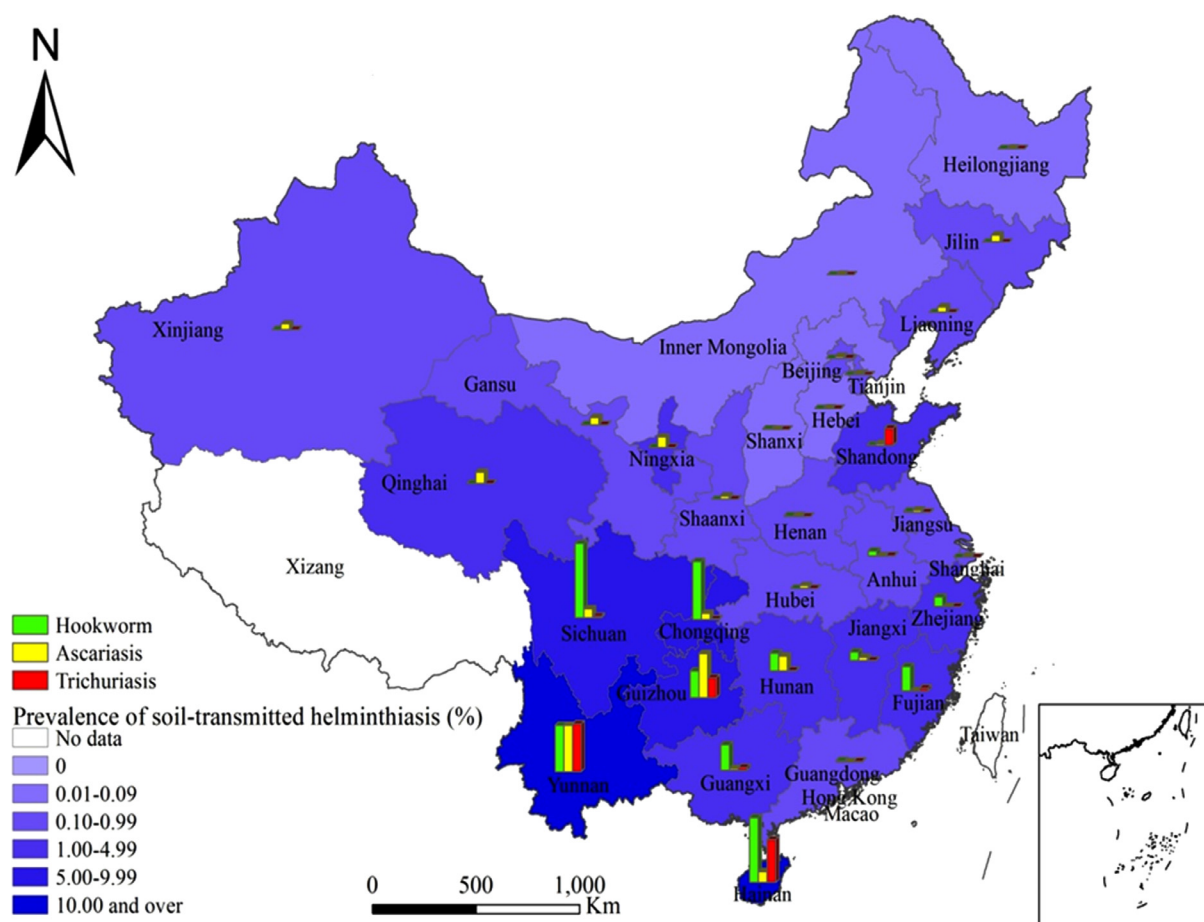 N
Heilongjiang
Jilin
Liaoning
Xinjiang
Inner Mongolia
Beijing
Tianjin
Gansu
Hebei
Shanxi
Shandong
Ningxia
Qinghai
Shaanxi
Henan
Jiangsu
Xizang
Anhui
Shanghai
Hubei
Sichuan
Chongqing
Zhejiang
Jiangxi
Guizhou
Hunan
Fujian
Taiwan
Yunnan
Guangxi
Guangdong
Hong Kong
Macao
Hainan
Hookworm
Ascariasis
Trichuriasis
Prevalence of soil-transmitted helminthiasis (%)
No data
0
0.01-0.09
0.10-0.99
1.00-4.99
5.00-9.99
10.00 and over
0 500 1,000
Km